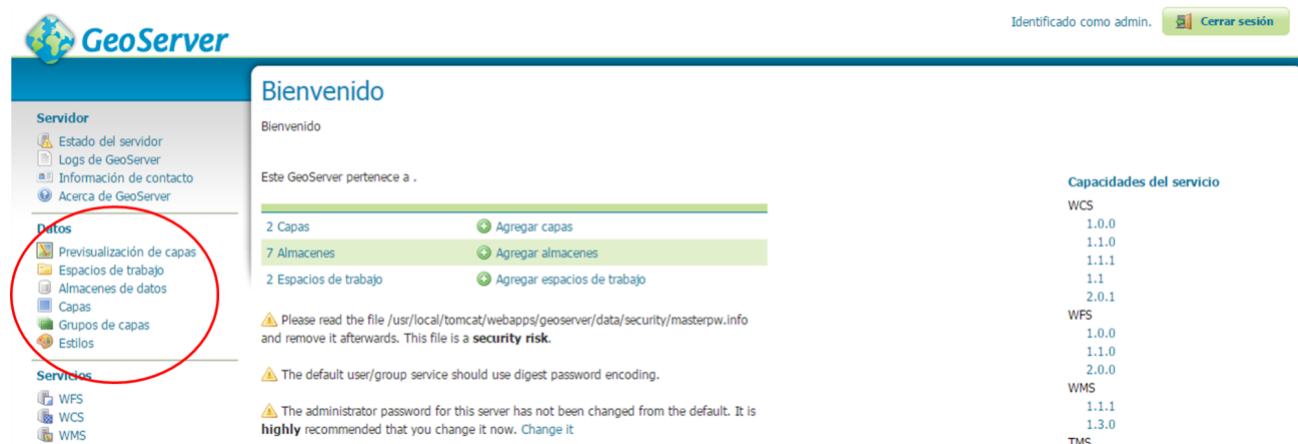 GeoServer
Identificado como admin.
Cerrar sesión
Servidor
Estado del servidor
Logs de GeoServer
Información de contacto
Acerca de GeoServer
Datos
Previsualización de capas
Espacios de trabajo
Almacenes de datos
Capas
Grupos de capas
Estilos
Servicios
WFS
WCS
WMS
Bienvenido
Bienvenido
Este GeoServer pertenece a .
2 Capas Agregar capas
7 Almacenes Agregar almacenes
2 Espacios de trabajo Agregar espacios de trabajo
Please read the file /usr/local/tomcat/webapps/geoserver/data/security/masterpw.info
and remove it afterwards. This file is a security risk.
The default user/group service should use digest password encoding.
The administrator password for this server has not been changed from the default. It is
highly recommended that you change it now. Change it
Capacidades del servicio
WCS
1.0.0
1.1.0
1.1.1
1.1
2.0.1
WFS
1.0.0
1.1.0
2.0.0
WMS
1.1.1
1.3.0
TMS